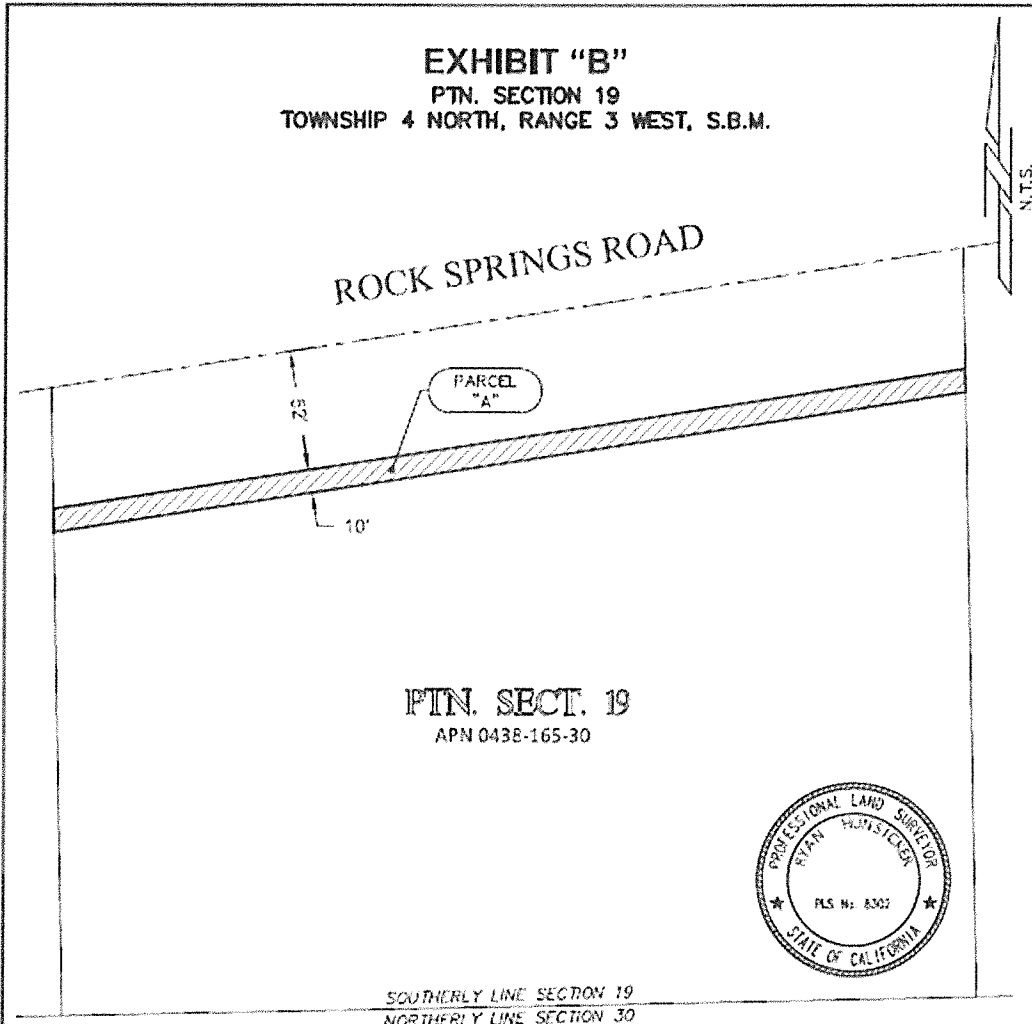 EXHIBIT “B”
PTN. SECTION 19
TOWNSHIP 4 NORTH, RANGE 3 WEST, S.B.M.
N.T.S.
ROCK SPRINGS ROAD
PARCEL
"A"
52'
10'
PTN. SECT. 19
APN 0438-165-30
PROFESSIONAL LAND SURVEYOR
RYAN HUNSICKER
PLS No. 8302
STATE OF CALIFORNIA
SOUTHERLY LINE SECTION 19
NORTHERLY LINE SECTION 30